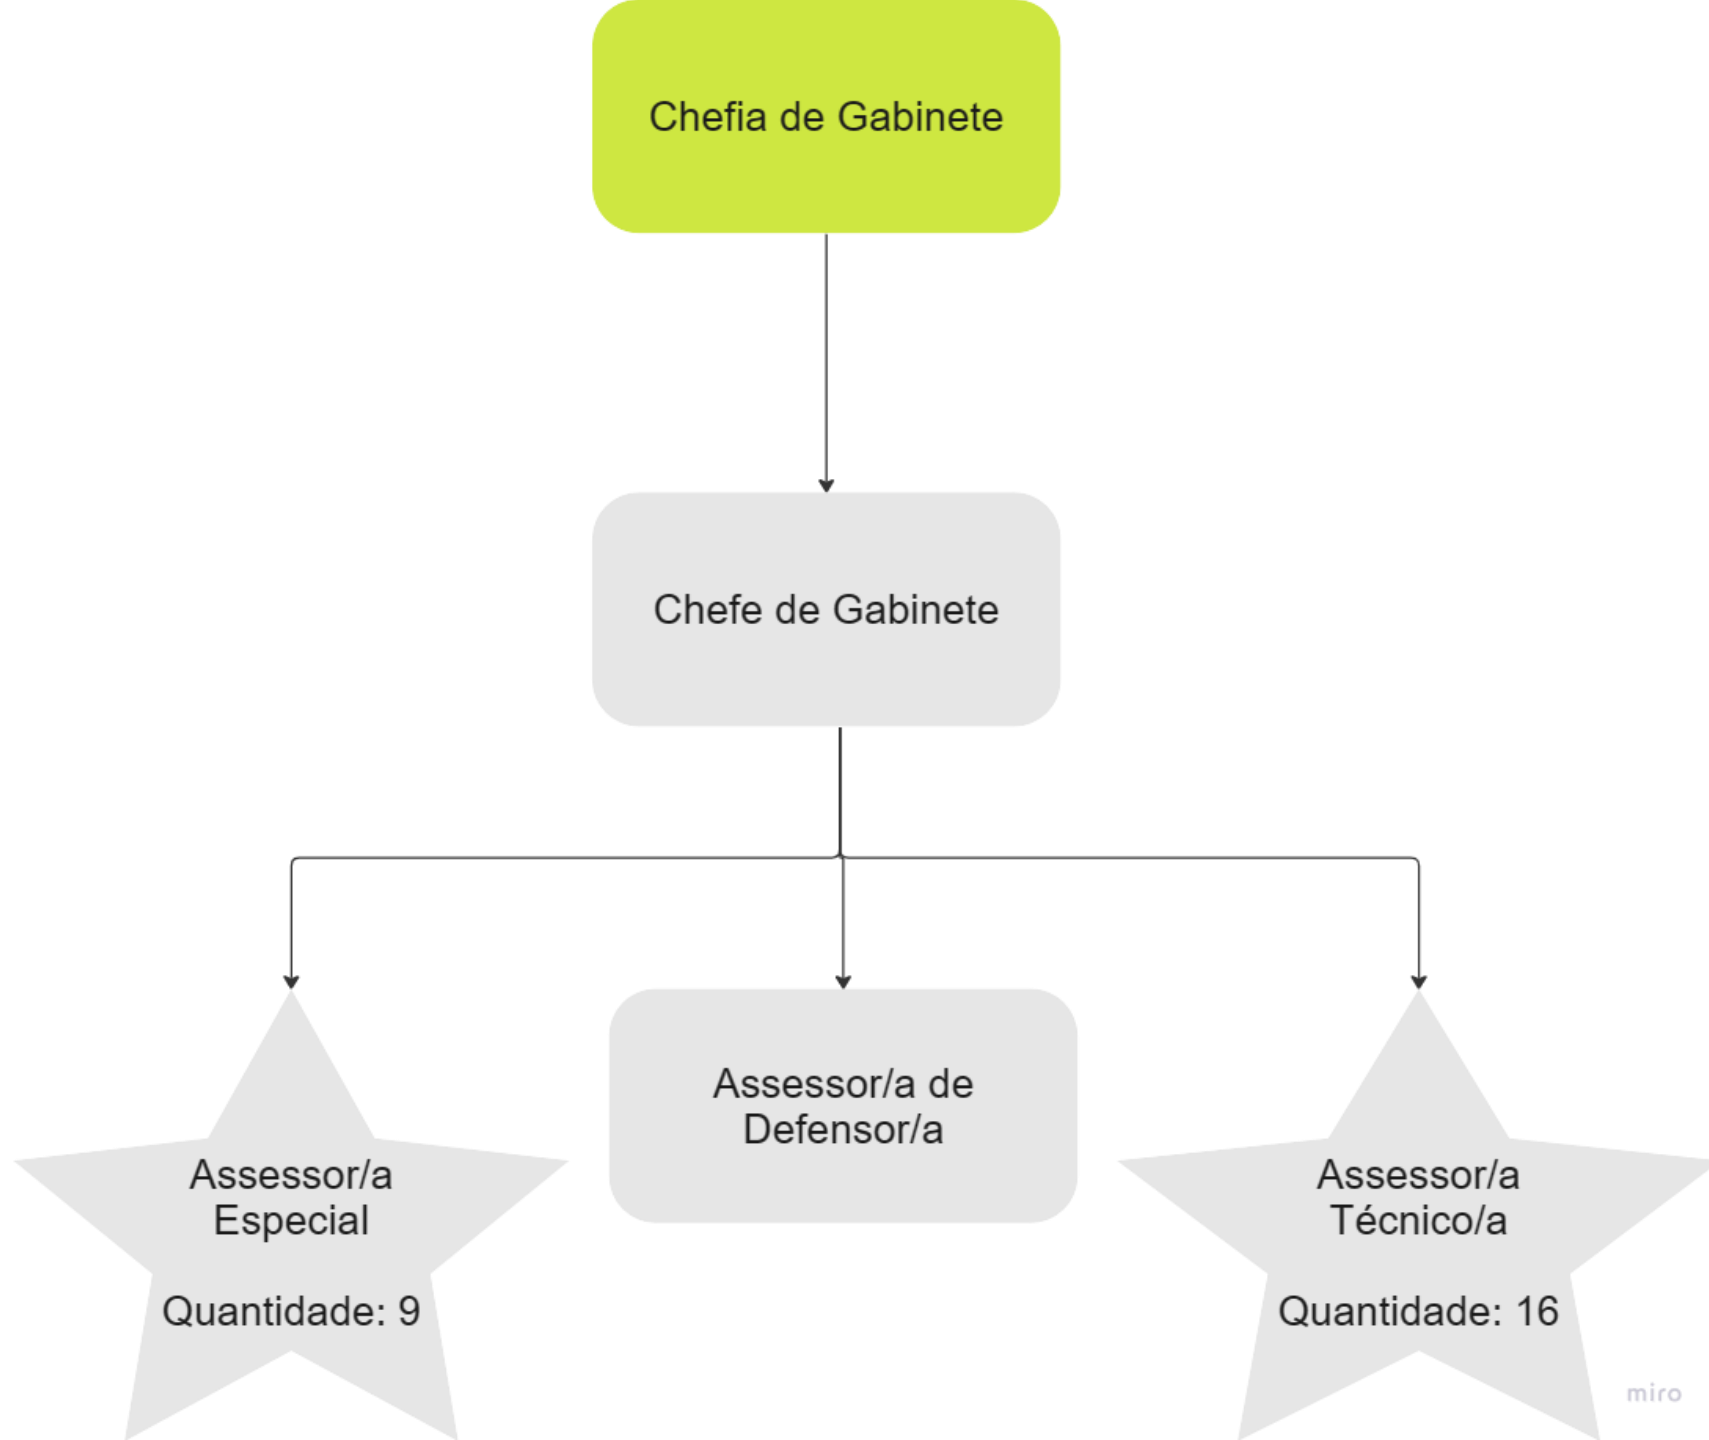 Chefia de Gabinete
Chefe de Gabinete
Assessor/a
Especial
Quantidade: 9
Assessor/a de
Defensor/a
Assessor/a
Técnico/a
Quantidade: 16
miro